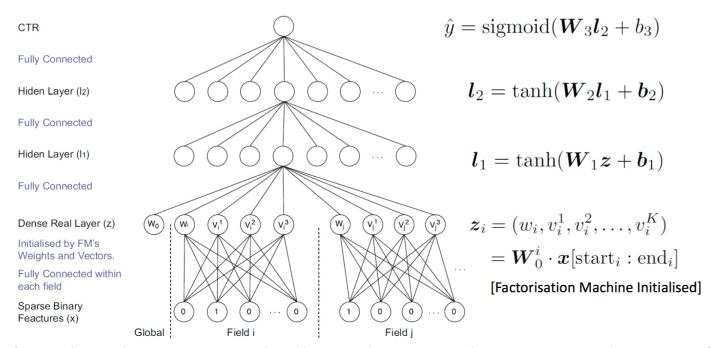 CTR
ŷ = sigmoid(W₃l₂ + b₃)
Fully Connected
Hiden Layer (l₂)
...
l₂ = tanh(W₂l₁ + b₂)
Fully Connected
Hiden Layer (l₁)
...
l₁ = tanh(W₁z + b₁)
Fully Connected
Dense Real Layer (z)
W₀ Wᵢ Vᵢ¹ Vᵢ² Vᵢ³ Wⱼ Vⱼ¹ Vⱼ² Vⱼ³
zᵢ = (wᵢ, vᵢ¹, vᵢ², . . . , vᵢᴷ)
Initialised by FM's
Weights and Vectors.
= W₀ⁱ · x[startᵢ : endᵢ]
Fully Connected within
each field
...
[Factorisation Machine Initialised]
Sparse Binary
Feactures (x)
0 1 0 ... 0 1 0 0 ... 0
Global Field i Field j